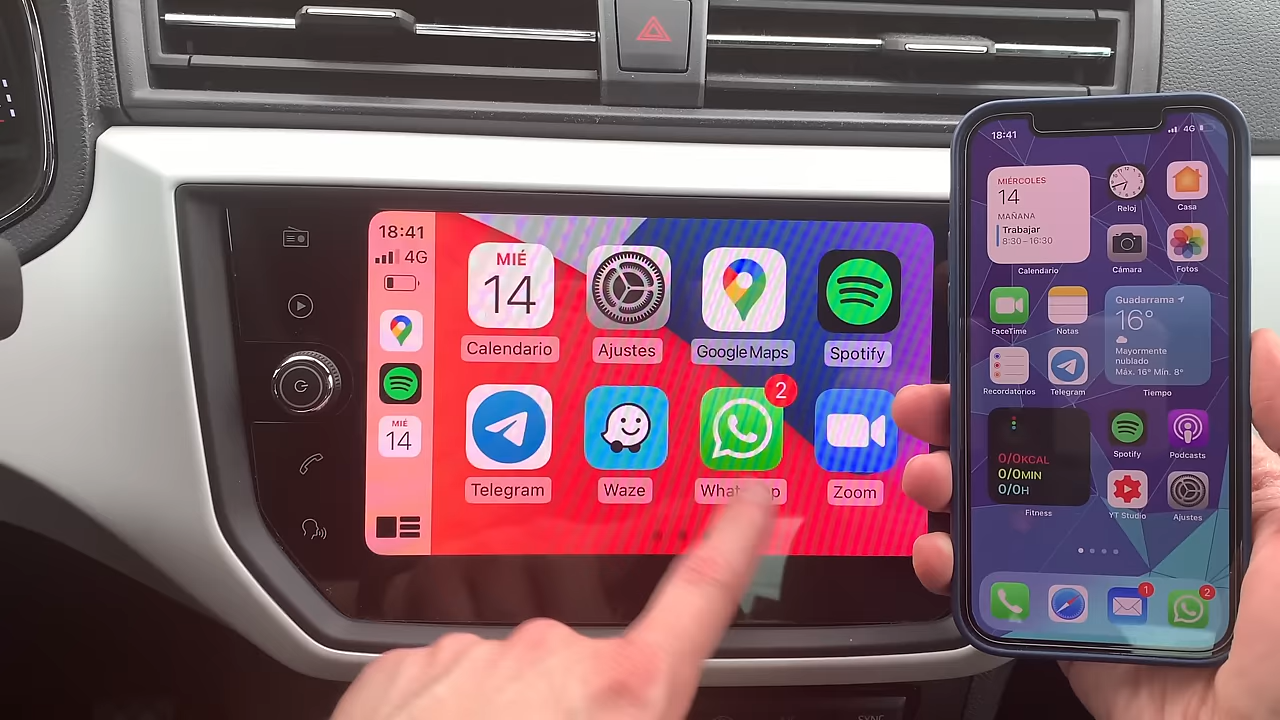 18:41
4G
MIÉ
14
MIÉ
14
Calendario
Ajustes
Google Maps
Spotify
2
Telegram
Waze
WhatsApp
Zoom
18:41
4G
MIÉRCOLES
14
MAÑANA
Trabajar
8:30–16:30
Calendario
Reloj
Casa
Cámara
Fotos
FaceTime
Notas
Recordatorios
Telegram
Guadarrama
16°
Mayormente
nublado
Máx. 16° Mín. 8°
Tiempo
0/0KCAL
0/0MIN
0/0H
Fitness
Spotify
Podcasts
YT Studio
Ajustes
1
2
SYNC